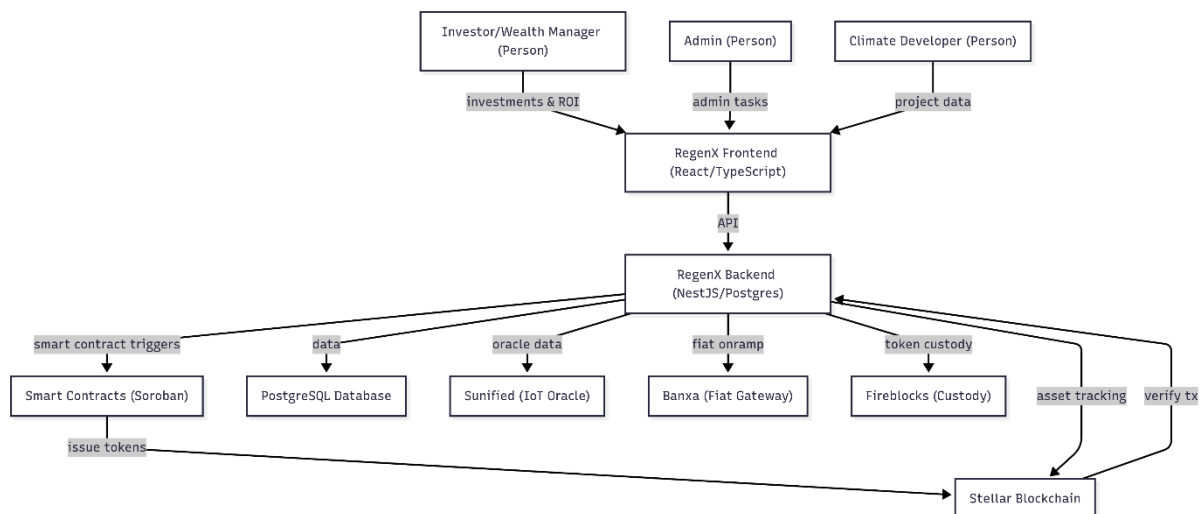 Investor/Wealth Manager
(Person)
Admin (Person)
Climate Developer (Person)
investments & ROI
admin tasks
project data
RegenX Frontend
(React/TypeScript)
API
RegenX Backend
(NestJS/Postgres)
smart contract triggers
data
oracle data
fiat onramp
token custody
Smart Contracts (Soroban)
PostgreSQL Database
Sunified (IoT Oracle)
Banxa (Fiat Gateway)
Fireblocks (Custody)
asset tracking
verify tx
issue tokens
Stellar Blockchain